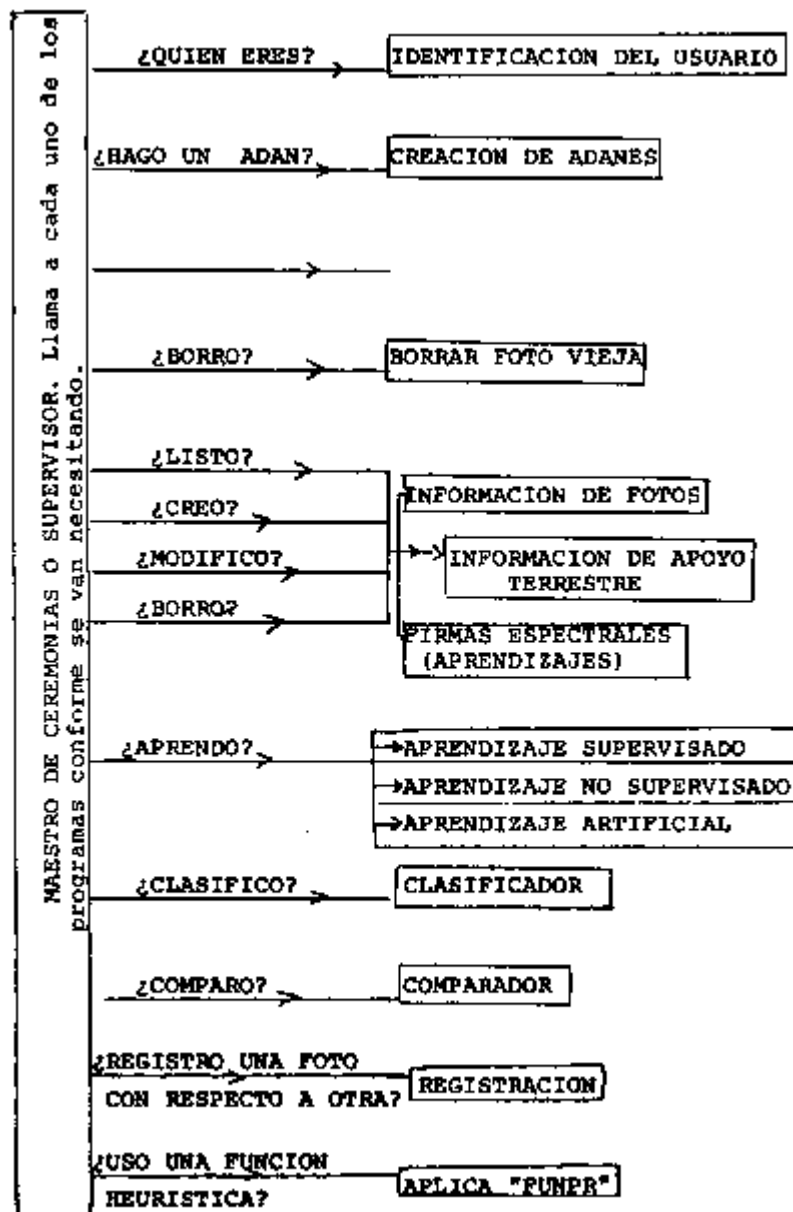 MAESTRO DE CEREMONIAS O SUPERVISOR. Llama a cada uno de los
programas conforme se van necesitando.
¿QUIEN ERES?
IDENTIFICACION DEL USUARIO
¿HAGO UN ADAN?
CREACION DE ADANES
¿BORRO?
BORRAR FOTO VIEJA
¿LISTO?
¿CREO?
¿MODIFICO?
¿BORRO?
INFORMACION DE FOTOS
INFORMACION DE APOYO
TERRESTRE
FIRMAS ESPECTRALES
(APRENDIZAJES)
¿APRENDO?
APRENDIZAJE SUPERVISADO
APRENDIZAJE NO SUPERVISADO
APRENDIZAJE ARTIFICIAL
¿CLASIFICO?
CLASIFICADOR
¿COMPARO?
COMPARADOR
¿REGISTRO UNA FOTO
CON RESPECTO A OTRA?
REGISTRACION
¿USO UNA FUNCION
HEURISTICA?
APLICA "FUNPR"